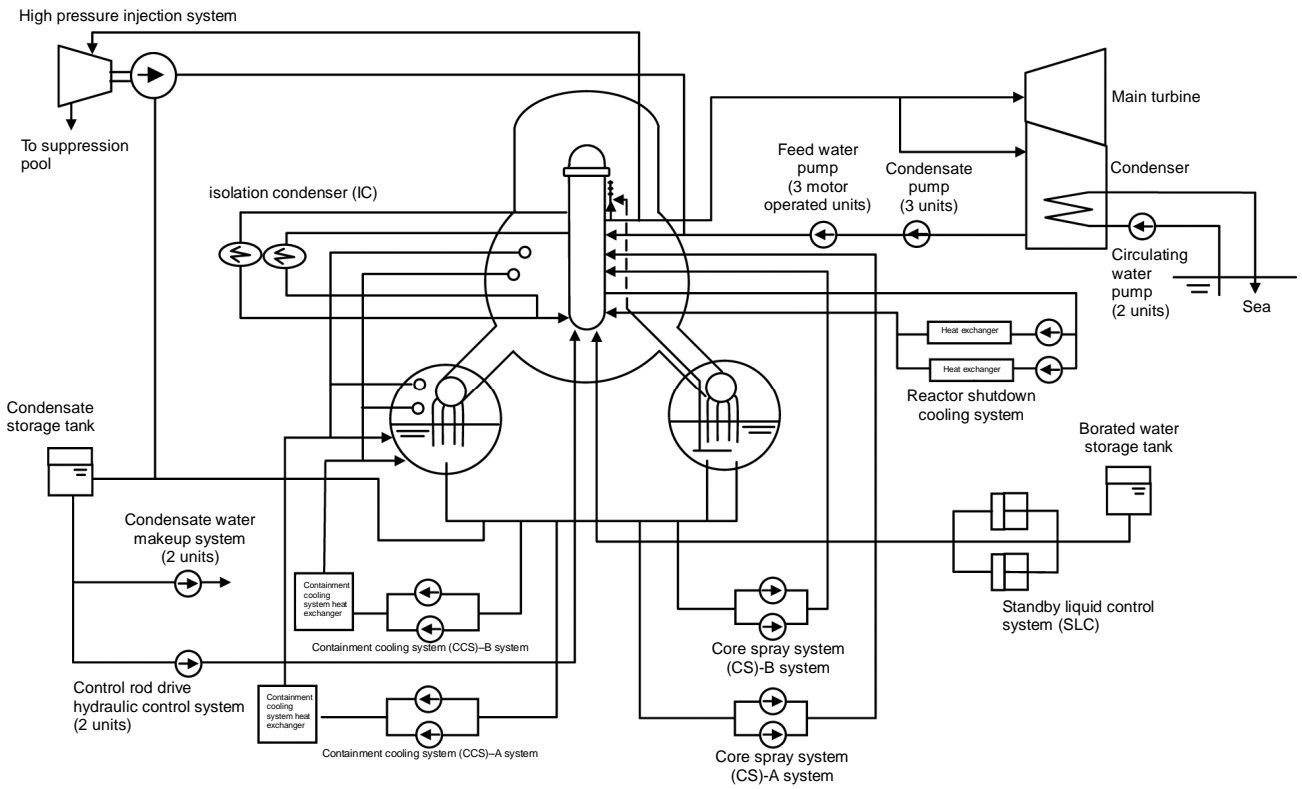 High pressure injection system
To suppression
pool
isolation condenser (IC)
Main turbine
Condenser
Feed water
pump
(3 motor
operated units)
Condensate
pump
(3 units)
Circulating
water
pump
(2 units)
Sea
Heat exchanger
Heat exchanger
Reactor shutdown
cooling system
Condensate
storage tank
Borated water
storage tank
Condensate water
makeup system
(2 units)
Containment
cooling
system heat
exchanger
Containment cooling system (CCS)–B system
Standby liquid control
system (SLC)
Core spray system
(CS)-B system
Control rod drive
hydraulic control system
(2 units)
Containment
cooling
system heat
exchanger
Containment cooling system (CCS)–A system
Core spray system
(CS)-A system